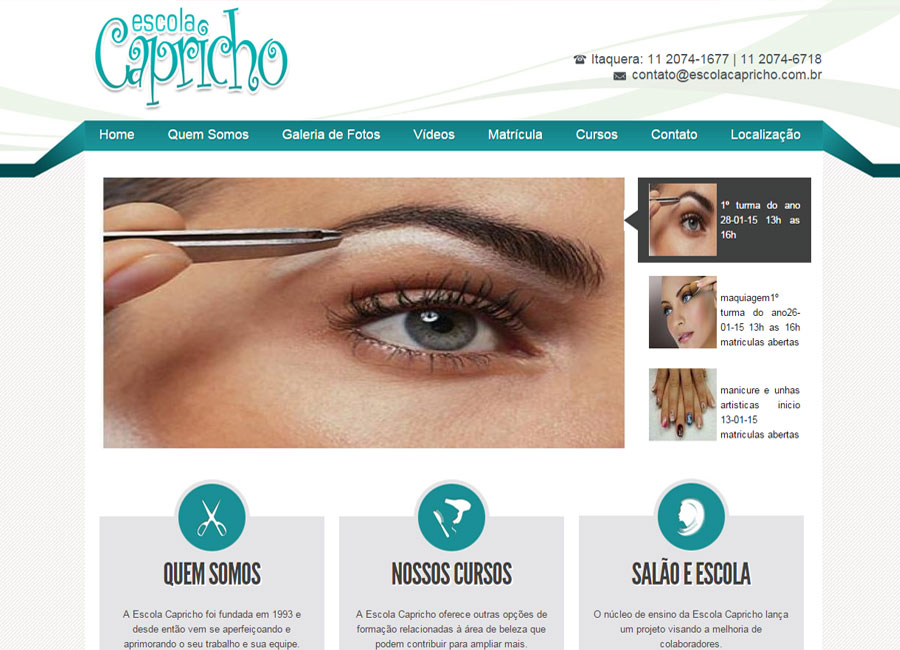 escola
Capricho
Itaquera: 11 2074-1677 | 11 2074-6718
contato@escolacapricho.com.br
Home Quem Somos Galeria de Fotos Vídeos Matrícula Cursos Contato Localização
1º turma do ano
28-01-15 13h as
16h
maquiagem1º
turma do ano26-
01-15 13h as 16h
matriculas abertas
manicure e unhas
artisticas inicio
13-01-15
matriculas abertas
QUEM SOMOS
A Escola Capricho foi fundada em 1993 e
desde então vem se aperfeiçoando e
aprimorando o seu trabalho e sua equipe.
NOSSOS CURSOS
A Escola Capricho oferece outras opções de
formação relacionadas à área de beleza que
podem contribuir para ampliar mais.
SALÃO E ESCOLA
O núcleo de ensino da Escola Capricho lança
um projeto visando a melhoria de
colaboradores.